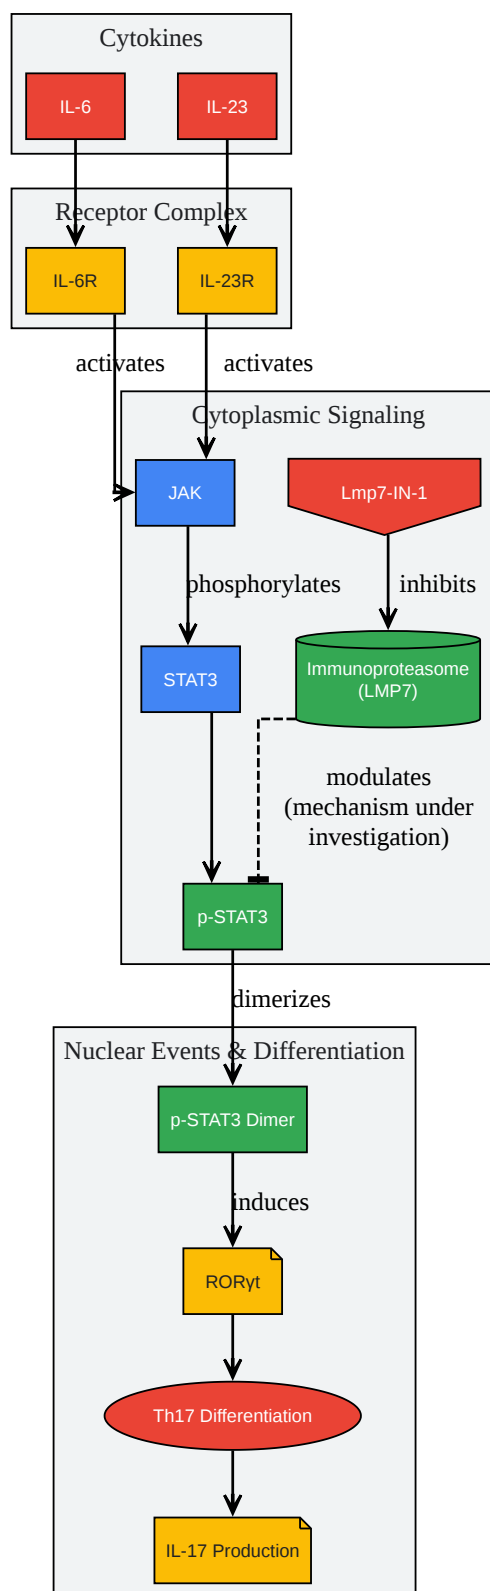 Cytokines
IL-6
IL-23
Receptor Complex
IL-6R
IL-23R
activates
activates
Cytoplasmic Signaling
JAK
Lmp7-IN-1
phosphorylates
inhibits
STAT3
Immunoproteasome
(LMP7)
modulates
(mechanism under
investigation)
p-STAT3
dimerizes
Nuclear Events & Differentiation
p-STAT3 Dimer
induces
RORγt
Th17 Differentiation
IL-17 Production